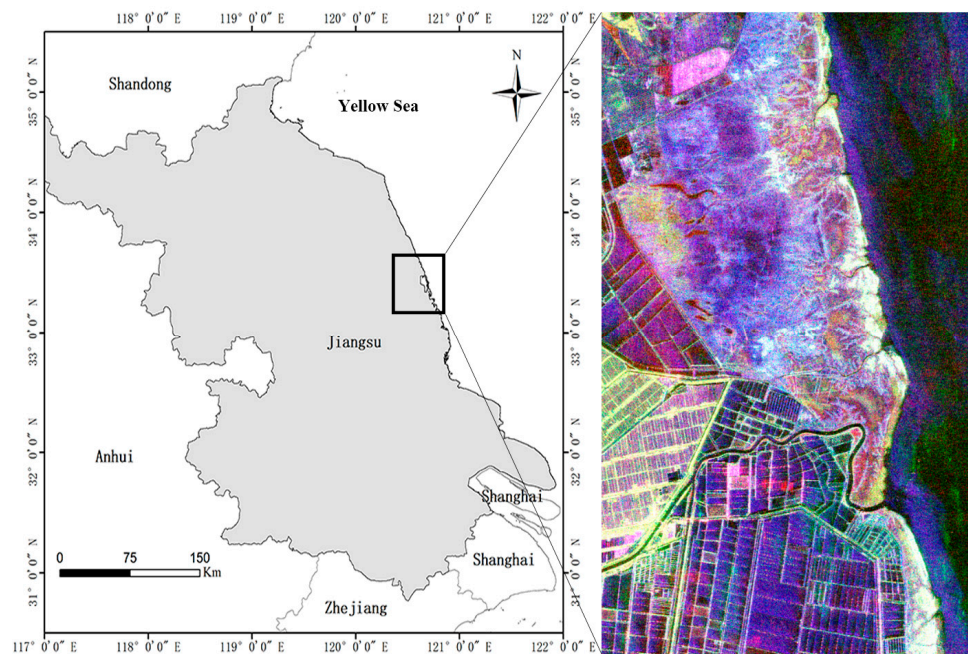 118° 0′ 0″ E
119° 0′ 0″ E
120° 0′ 0″ E
121° 0′ 0″ E
122° 0′ 0″ E
N
Shandong
Yellow Sea
35° 0′ 0″ N
35° 0′ 0″ N
34° 0′ 0″ N
34° 0′ 0″ N
33° 0′ 0″ N
33° 0′ 0″ N
Jiangsu
Anhui
32° 0′ 0″ N
32° 0′ 0″ N
Shanghai
Shanghai
0
75
150
Km
31° 0′ 0″ N
31° 0′ 0″ N
Zhejiang
117° 0′ 0″ E
118° 0′ 0″ E
119° 0′ 0″ E
120° 0′ 0″ E
121° 0′ 0″ E
122° 0′ 0″ E